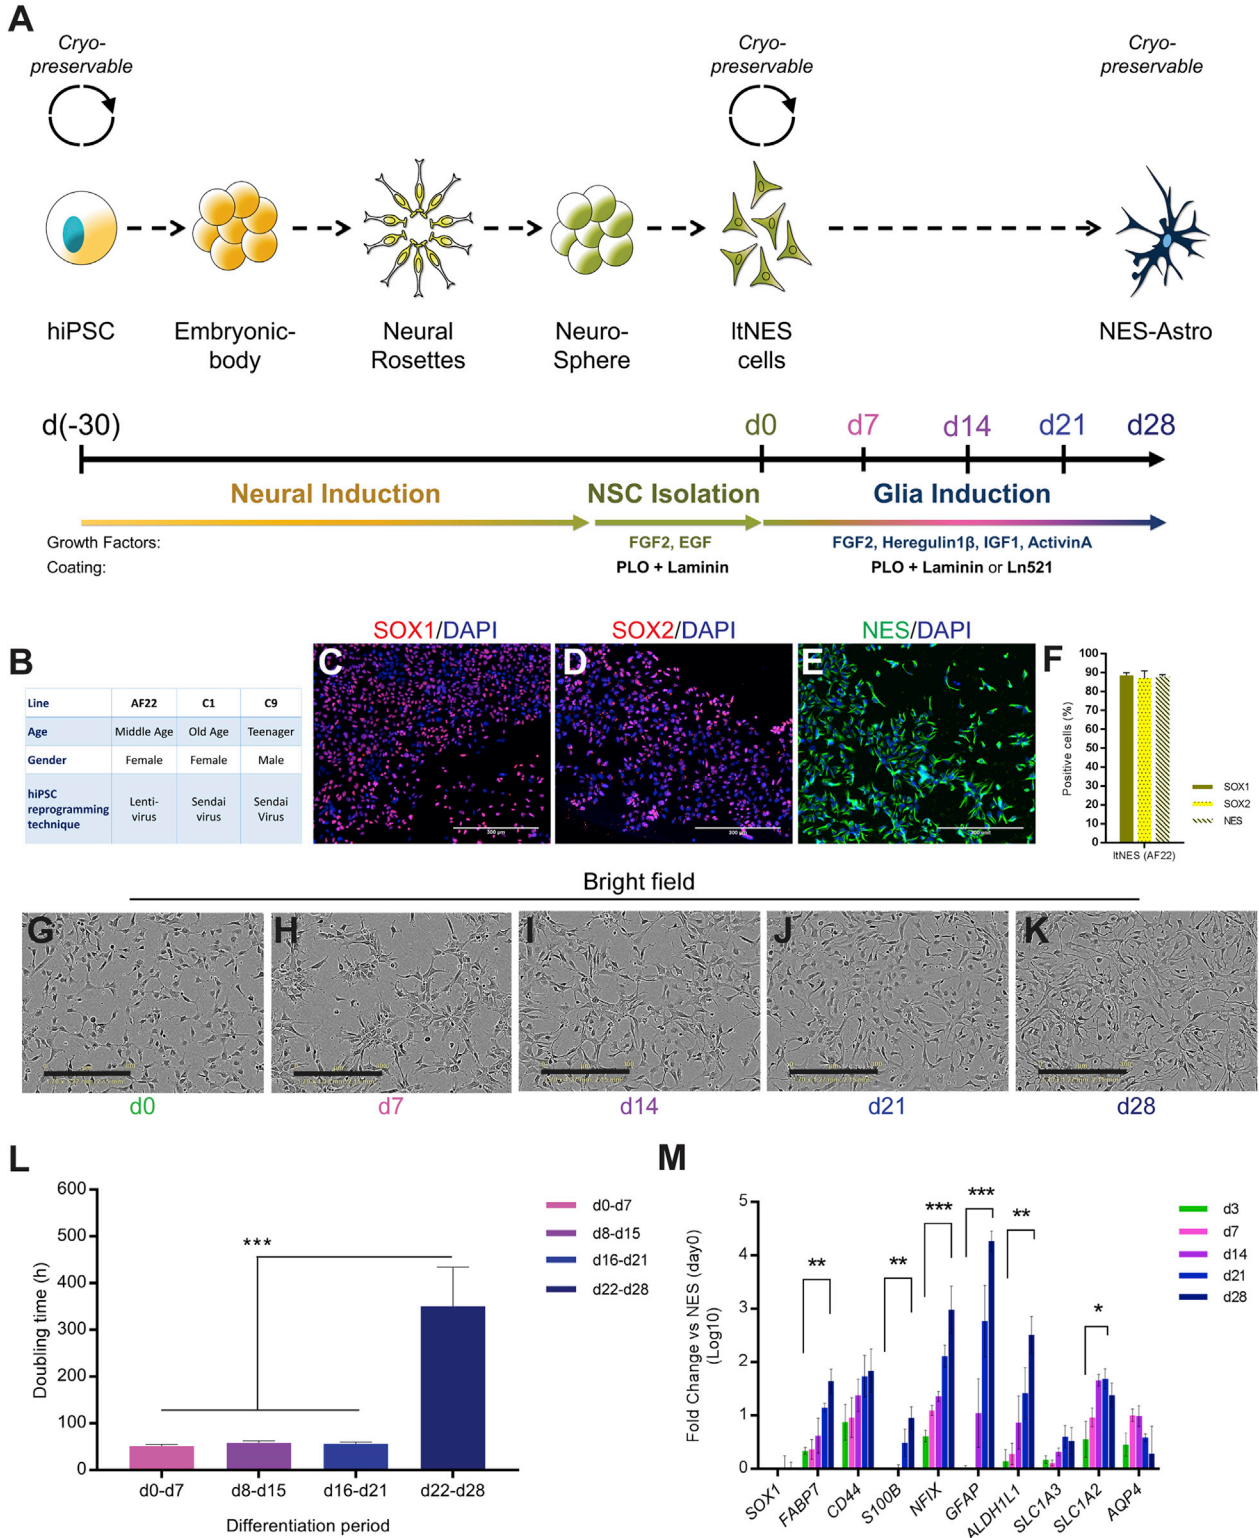 A
Cryo-
preservable
Cryo-
preservable
Cryo-
preservable
hiPSC
Embryonic-
body
Neural
Rosettes
Neuro-
Sphere
ltNES
cells
NES-Astro
d(-30)
d0
d7
d14
d21
d28
Neural Induction
NSC Isolation
Glia Induction
Growth Factors:
FGF2, EGF
FGF2, Heregulin1β, IGF1, ActivinA
Coating:
PLO + Laminin
PLO + Laminin or Ln521
B
Line AF22 C1 C9
Age Middle Age Old Age Teenager
Gender Female Female Male
hiPSC
reprogramming
technique
Lenti-
virus
Sendai
virus
Sendai
Virus
SOX1/DAPI
C
300 µm
SOX2/DAPI
D
300 µm
NES/DAPI
E
F
100
90
80
70
60
50
40
30
20
10
0
Positive cells (%)
ltNES (AF22)
SOX1
SOX2
NES
Bright field
G
H
I
J
K
d0
d7
d14
d21
d28
L
600
500
400
300
200
100
0
Doubling time (h)
***
d0-d7
d8-d15
d16-d21
d22-d28
Differentiation period
d0-d7
d8-d15
d16-d21
d22-d28
M
5
4
3
2
1
0
Fold Change vs NES (day0)
(Log10)
**
**
***
***
**
*
SOX1
FABP7
CD44
S100B
NFIX
GFAP
ALDH1L1
SLC1A3
SLC1A2
AQP4
d3
d7
d14
d21
d28